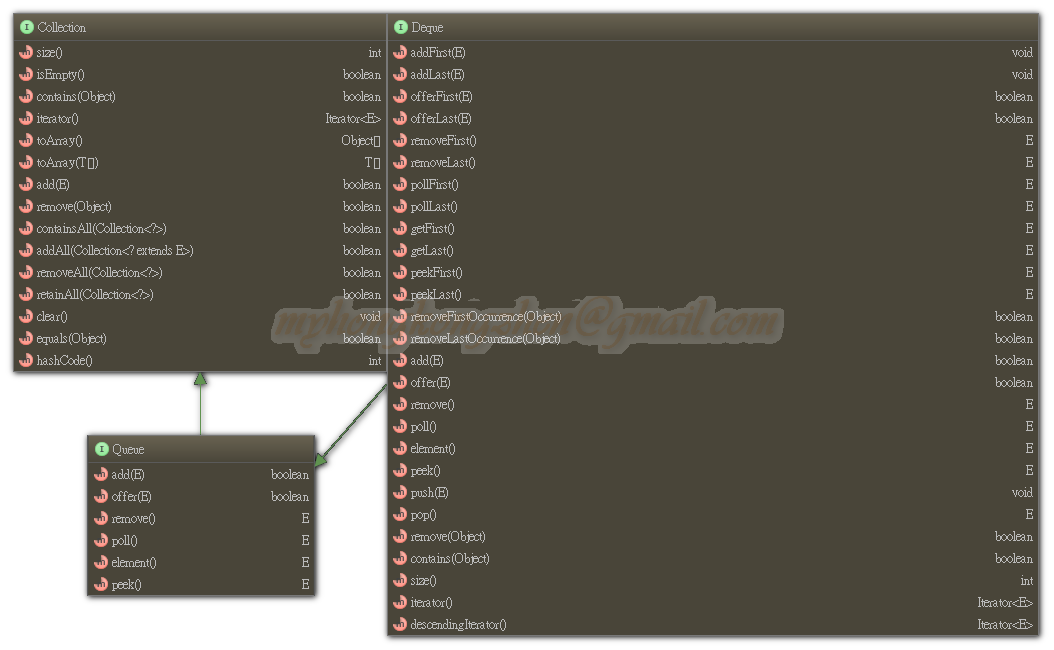 Collection
size() int
isEmpty() boolean
contains(Object) boolean
iterator() Iterator<E>
toArray() Object[]
toArray(T[]) T[]
add(E) boolean
remove(Object) boolean
containsAll(Collection<?>) boolean
addAll(Collection<? extends E>) boolean
removeAll(Collection<?>) boolean
retainAll(Collection<?>) boolean
clear() void
equals(Object) boolean
hashCode() int
Deque
addFirst(E) void
addLast(E) void
offerFirst(E) boolean
offerLast(E) boolean
removeFirst() E
removeLast() E
pollFirst() E
pollLast() E
getFirst() E
getLast() E
peekFirst() E
peekLast() E
removeFirstOccurrence(Object) boolean
removeLastOccurrence(Object) boolean
add(E) boolean
offer(E) boolean
remove() E
poll() E
element() E
peek() E
push(E) void
pop() E
remove(Object) boolean
contains(Object) boolean
size() int
iterator() Iterator<E>
descendingIterator() Iterator<E>
Queue
add(E) boolean
offer(E) boolean
remove() E
poll() E
element() E
peek() E